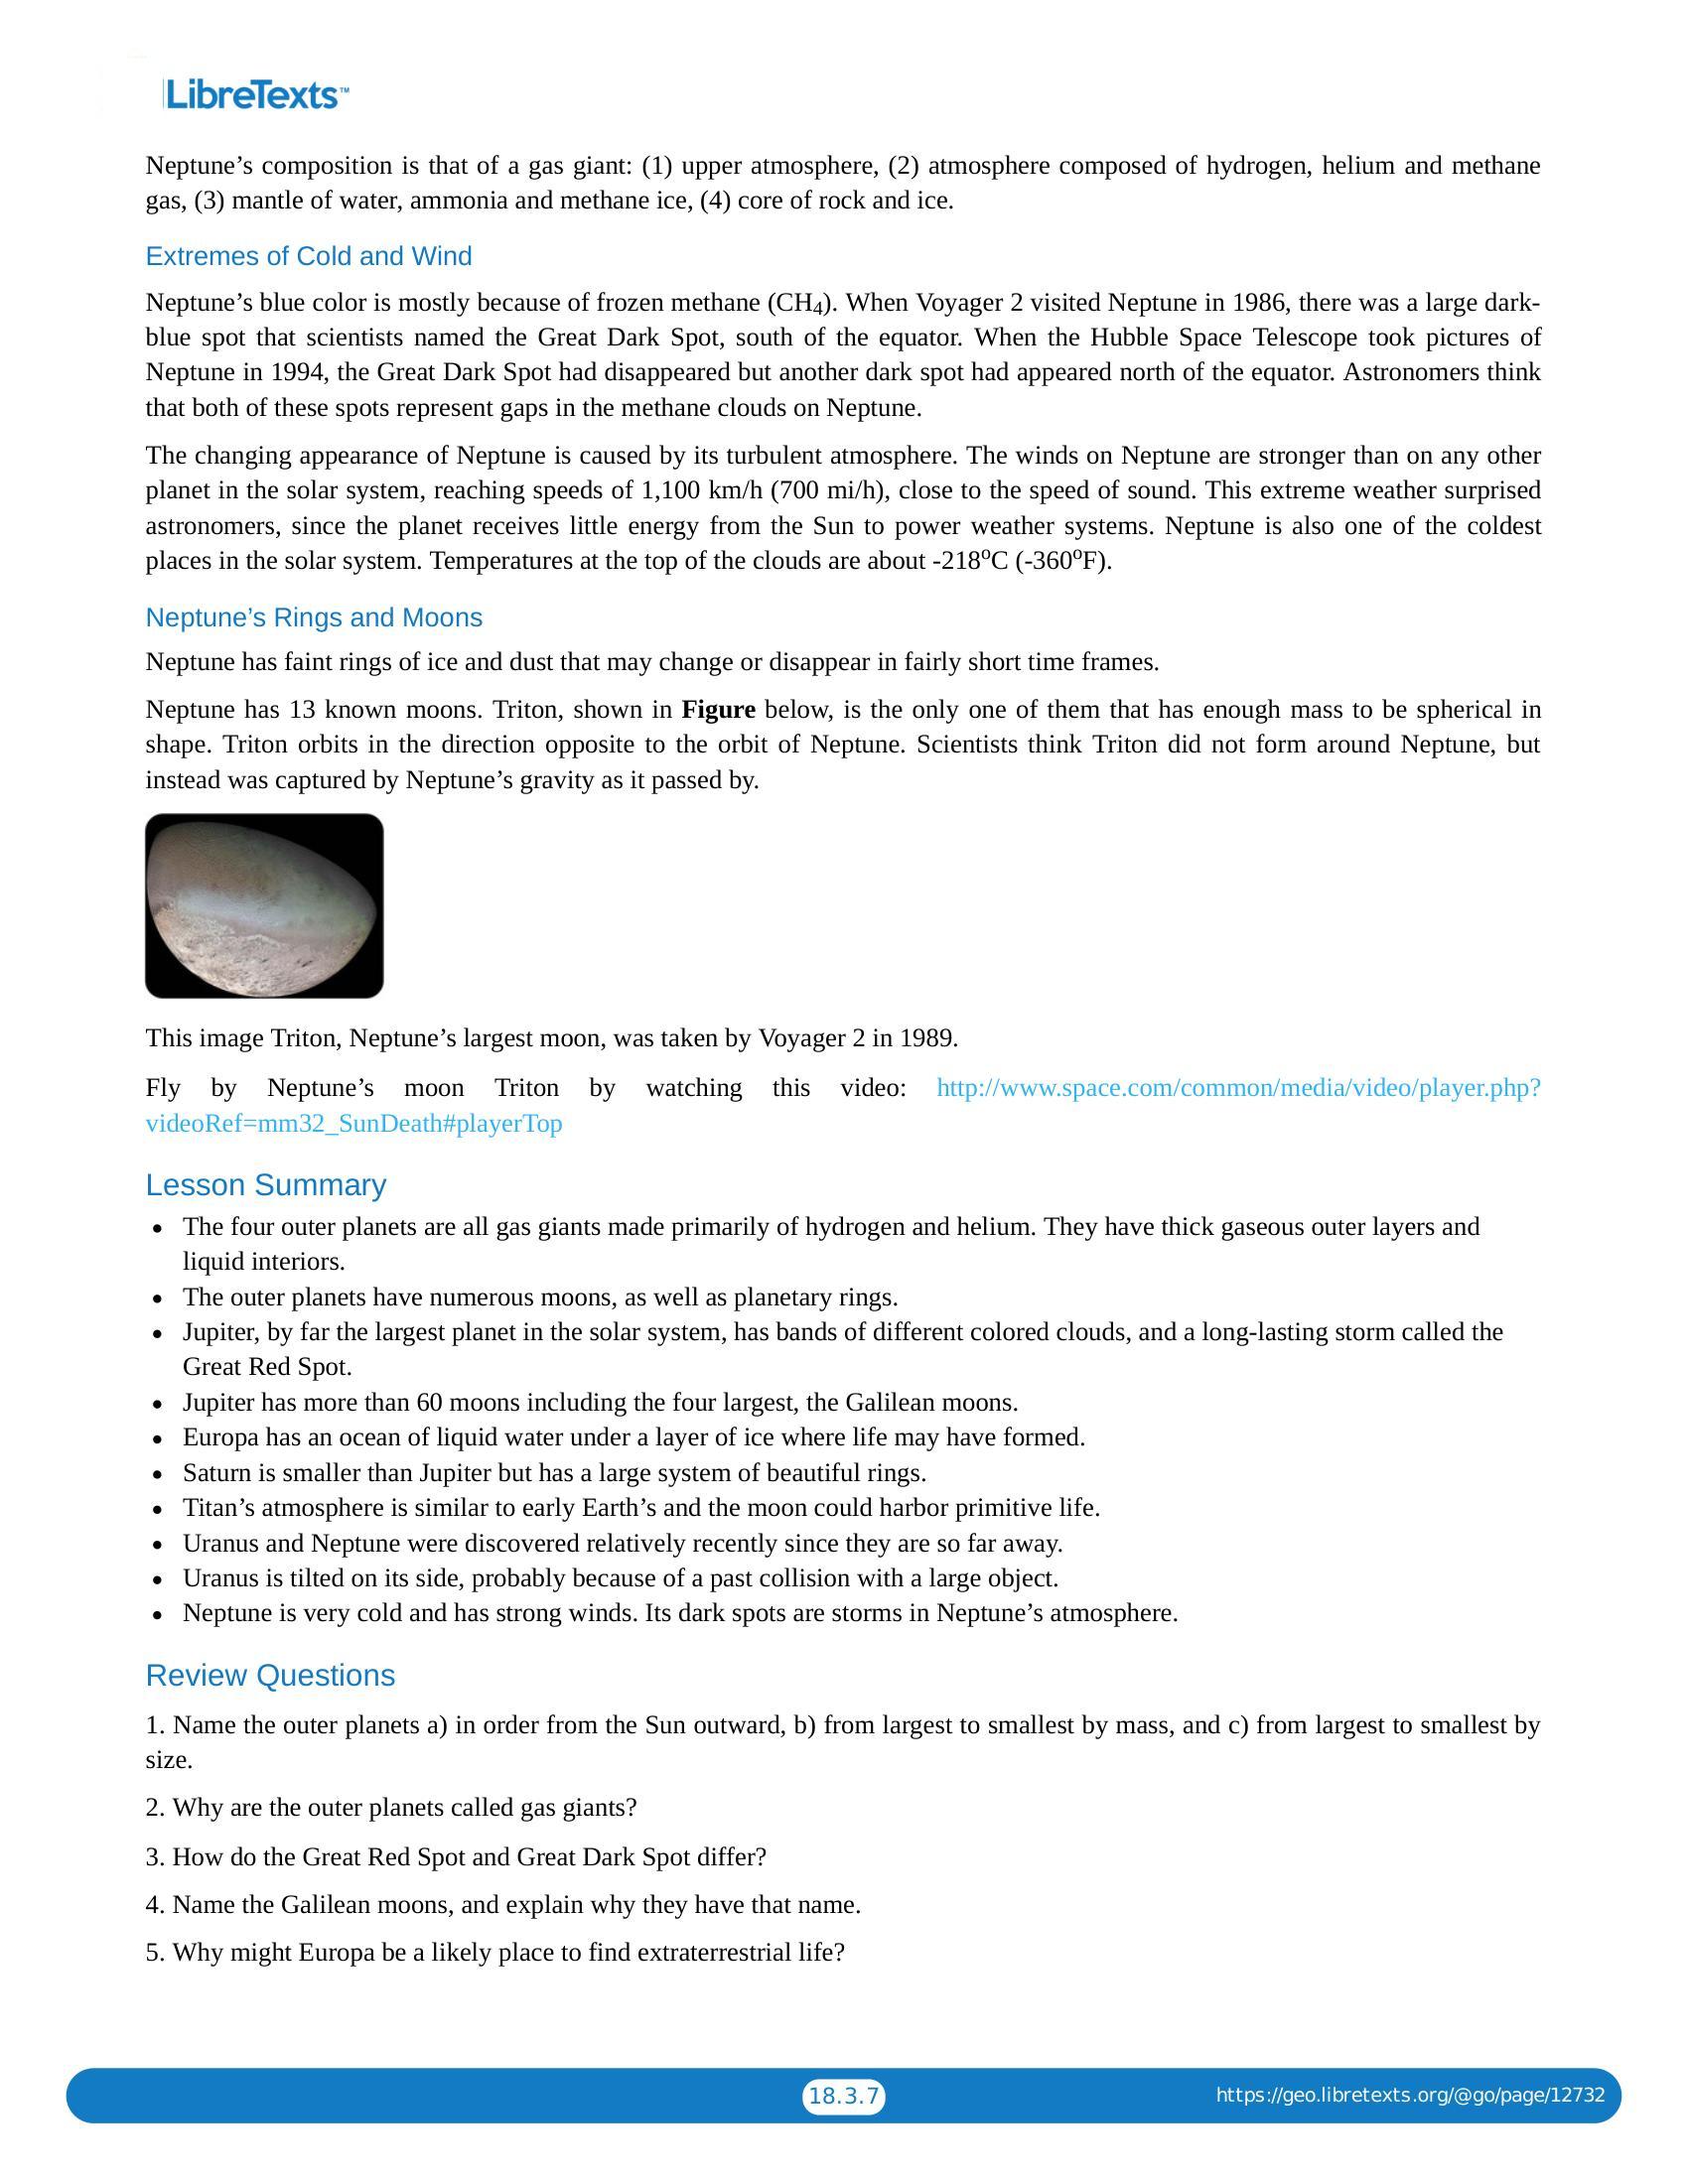 LibreTexts™
Neptune’s composition is that of a gas giant: (1) upper atmosphere, (2) atmosphere composed of hydrogen, helium and methane
gas, (3) mantle of water, ammonia and methane ice, (4) core of rock and ice.
Extremes of Cold and Wind
Neptune’s blue color is mostly because of frozen methane (CH4). When Voyager 2 visited Neptune in 1986, there was a large dark-
blue spot that scientists named the Great Dark Spot, south of the equator. When the Hubble Space Telescope took pictures of
Neptune in 1994, the Great Dark Spot had disappeared but another dark spot had appeared north of the equator. Astronomers think
that both of these spots represent gaps in the methane clouds on Neptune.
The changing appearance of Neptune is caused by its turbulent atmosphere. The winds on Neptune are stronger than on any other
planet in the solar system, reaching speeds of 1,100 km/h (700 mi/h), close to the speed of sound. This extreme weather surprised
astronomers, since the planet receives little energy from the Sun to power weather systems. Neptune is also one of the coldest
places in the solar system. Temperatures at the top of the clouds are about -218ºC (-360ºF).
Neptune’s Rings and Moons
Neptune has faint rings of ice and dust that may change or disappear in fairly short time frames.
Neptune has 13 known moons. Triton, shown in Figure below, is the only one of them that has enough mass to be spherical in
shape. Triton orbits in the direction opposite to the orbit of Neptune. Scientists think Triton did not form around Neptune, but
instead was captured by Neptune’s gravity as it passed by.
This image Triton, Neptune’s largest moon, was taken by Voyager 2 in 1989.
Fly by Neptune’s moon Triton by watching this video: http://www.space.com/common/media/video/player.php?
videoRef=mm32_SunDeath#playerTop
Lesson Summary
• The four outer planets are all gas giants made primarily of hydrogen and helium. They have thick gaseous outer layers and
liquid interiors.
• The outer planets have numerous moons, as well as planetary rings.
• Jupiter, by far the largest planet in the solar system, has bands of different colored clouds, and a long-lasting storm called the
Great Red Spot.
• Jupiter has more than 60 moons including the four largest, the Galilean moons.
• Europa has an ocean of liquid water under a layer of ice where life may have formed.
• Saturn is smaller than Jupiter but has a large system of beautiful rings.
• Titan’s atmosphere is similar to early Earth’s and the moon could harbor primitive life.
• Uranus and Neptune were discovered relatively recently since they are so far away.
• Uranus is tilted on its side, probably because of a past collision with a large object.
• Neptune is very cold and has strong winds. Its dark spots are storms in Neptune’s atmosphere.
Review Questions
1. Name the outer planets a) in order from the Sun outward, b) from largest to smallest by mass, and c) from largest to smallest by
size.
2. Why are the outer planets called gas giants?
3. How do the Great Red Spot and Great Dark Spot differ?
4. Name the Galilean moons, and explain why they have that name.
5. Why might Europa be a likely place to find extraterrestrial life?
18.3.7
https://geo.libretexts.org/@go/page/12732